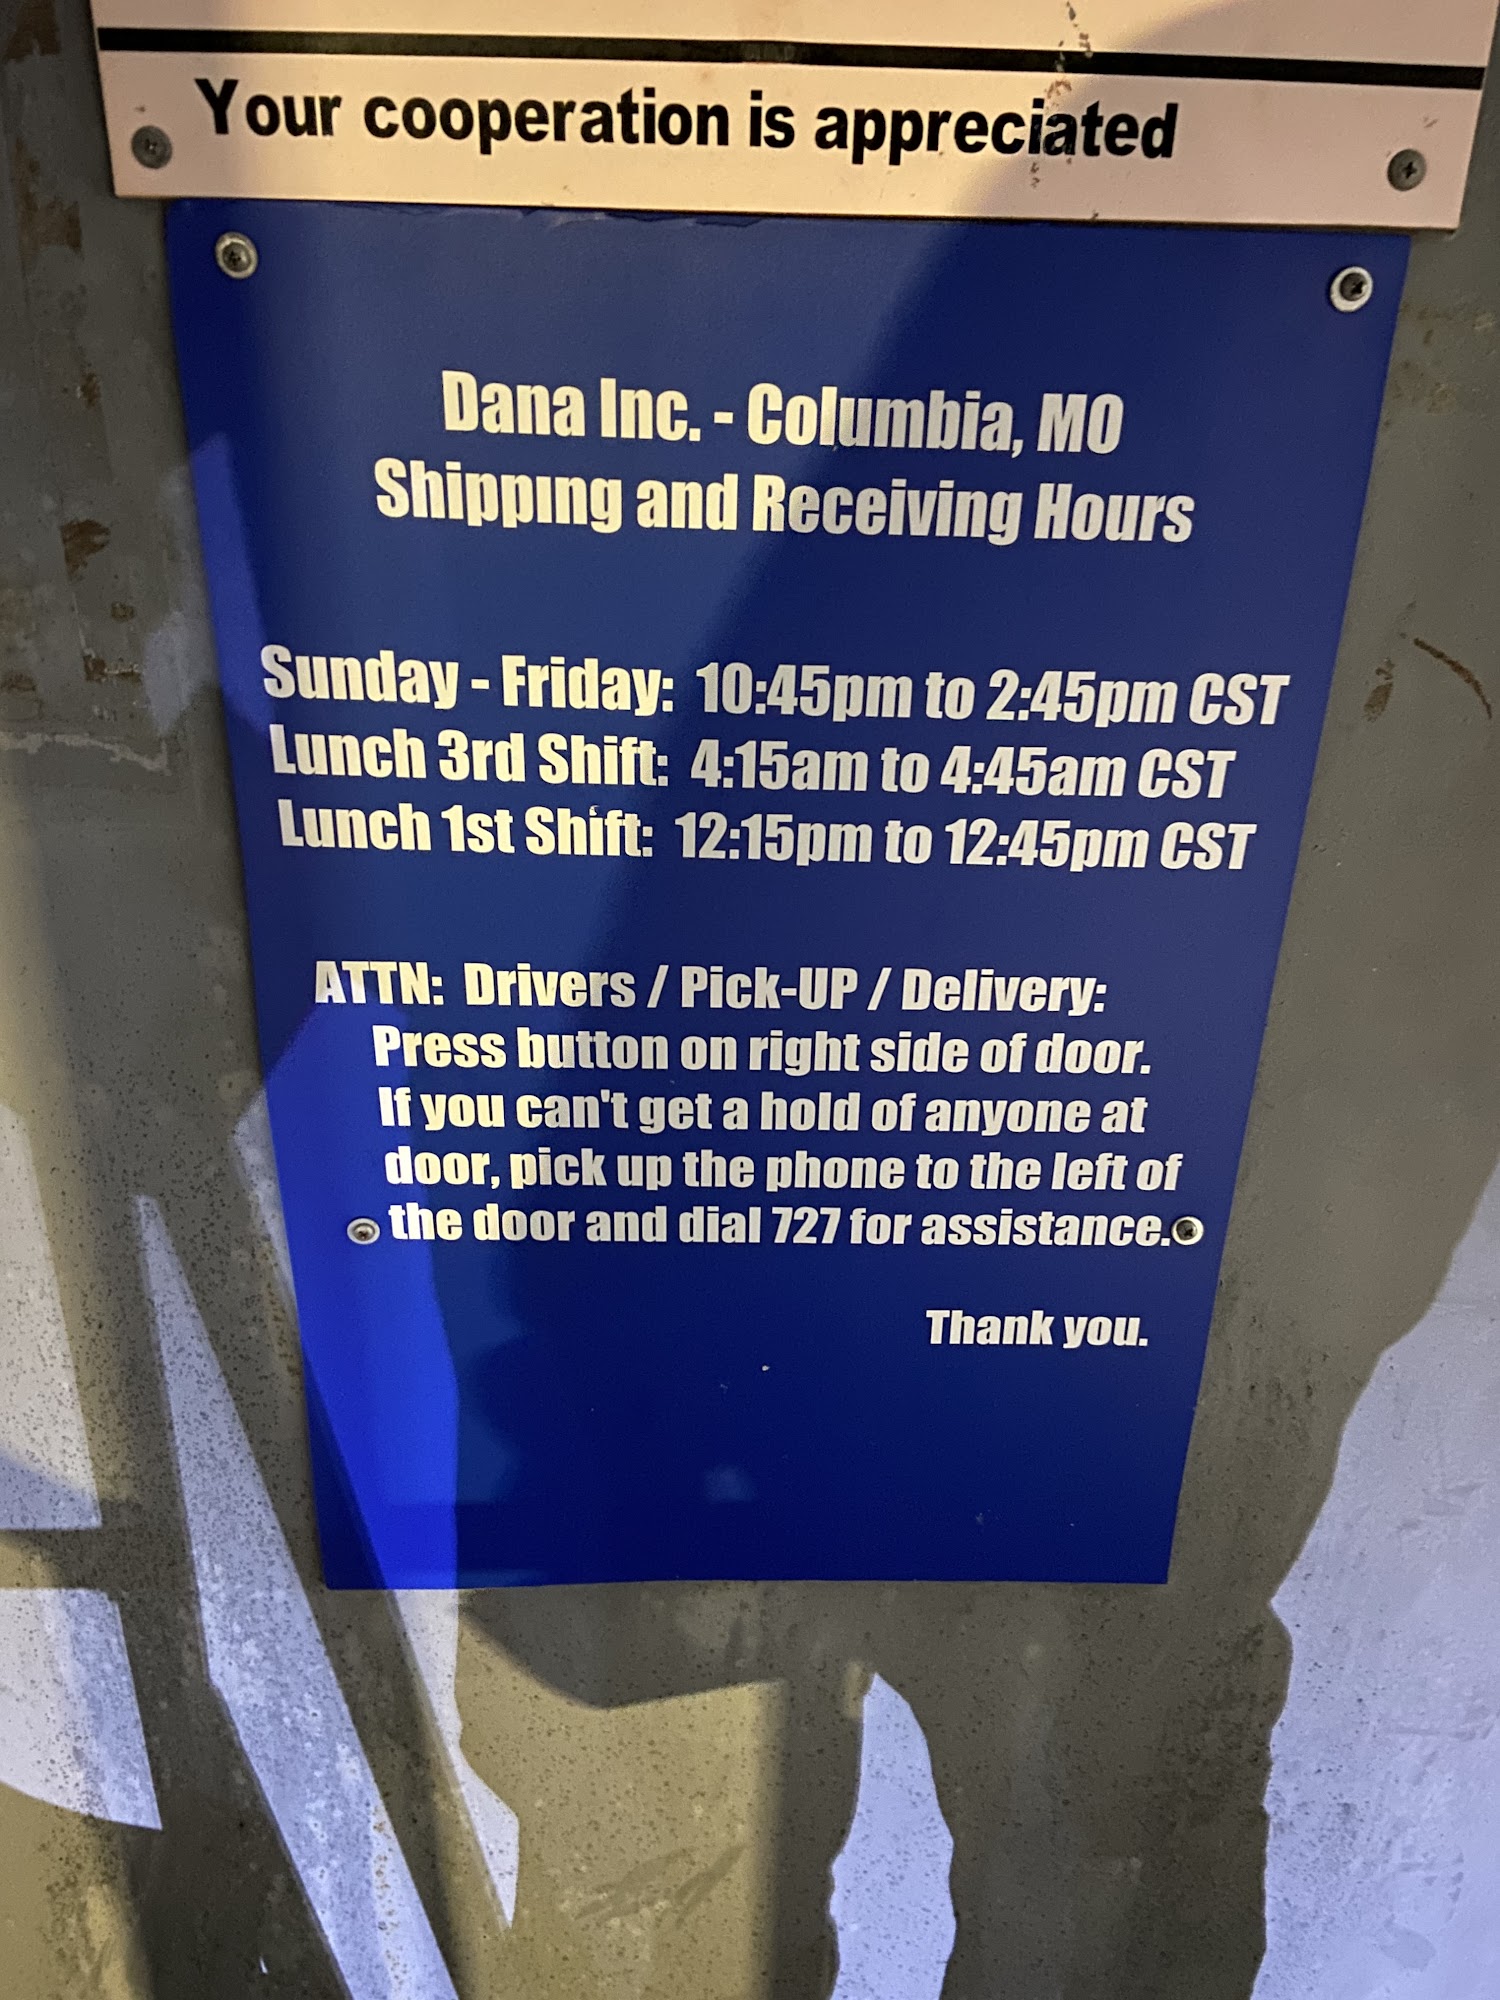 Your cooperation is appreciated
Dana Inc. - Columbia, MO
Shipping and Receiving Hours
Sunday - Friday: 10:45pm to 2:45pm CST
Lunch 3rd Shift: 4:15am to 4:45am CST
Lunch 1st Shift: 12:15pm to 12:45pm CST
ATTN: Drivers / Pick-UP / Delivery:
Press button on right side of door.
If you can't get a hold of anyone at
door, pick up the phone to the left of
the door and dial 727 for assistance.
Thank you.